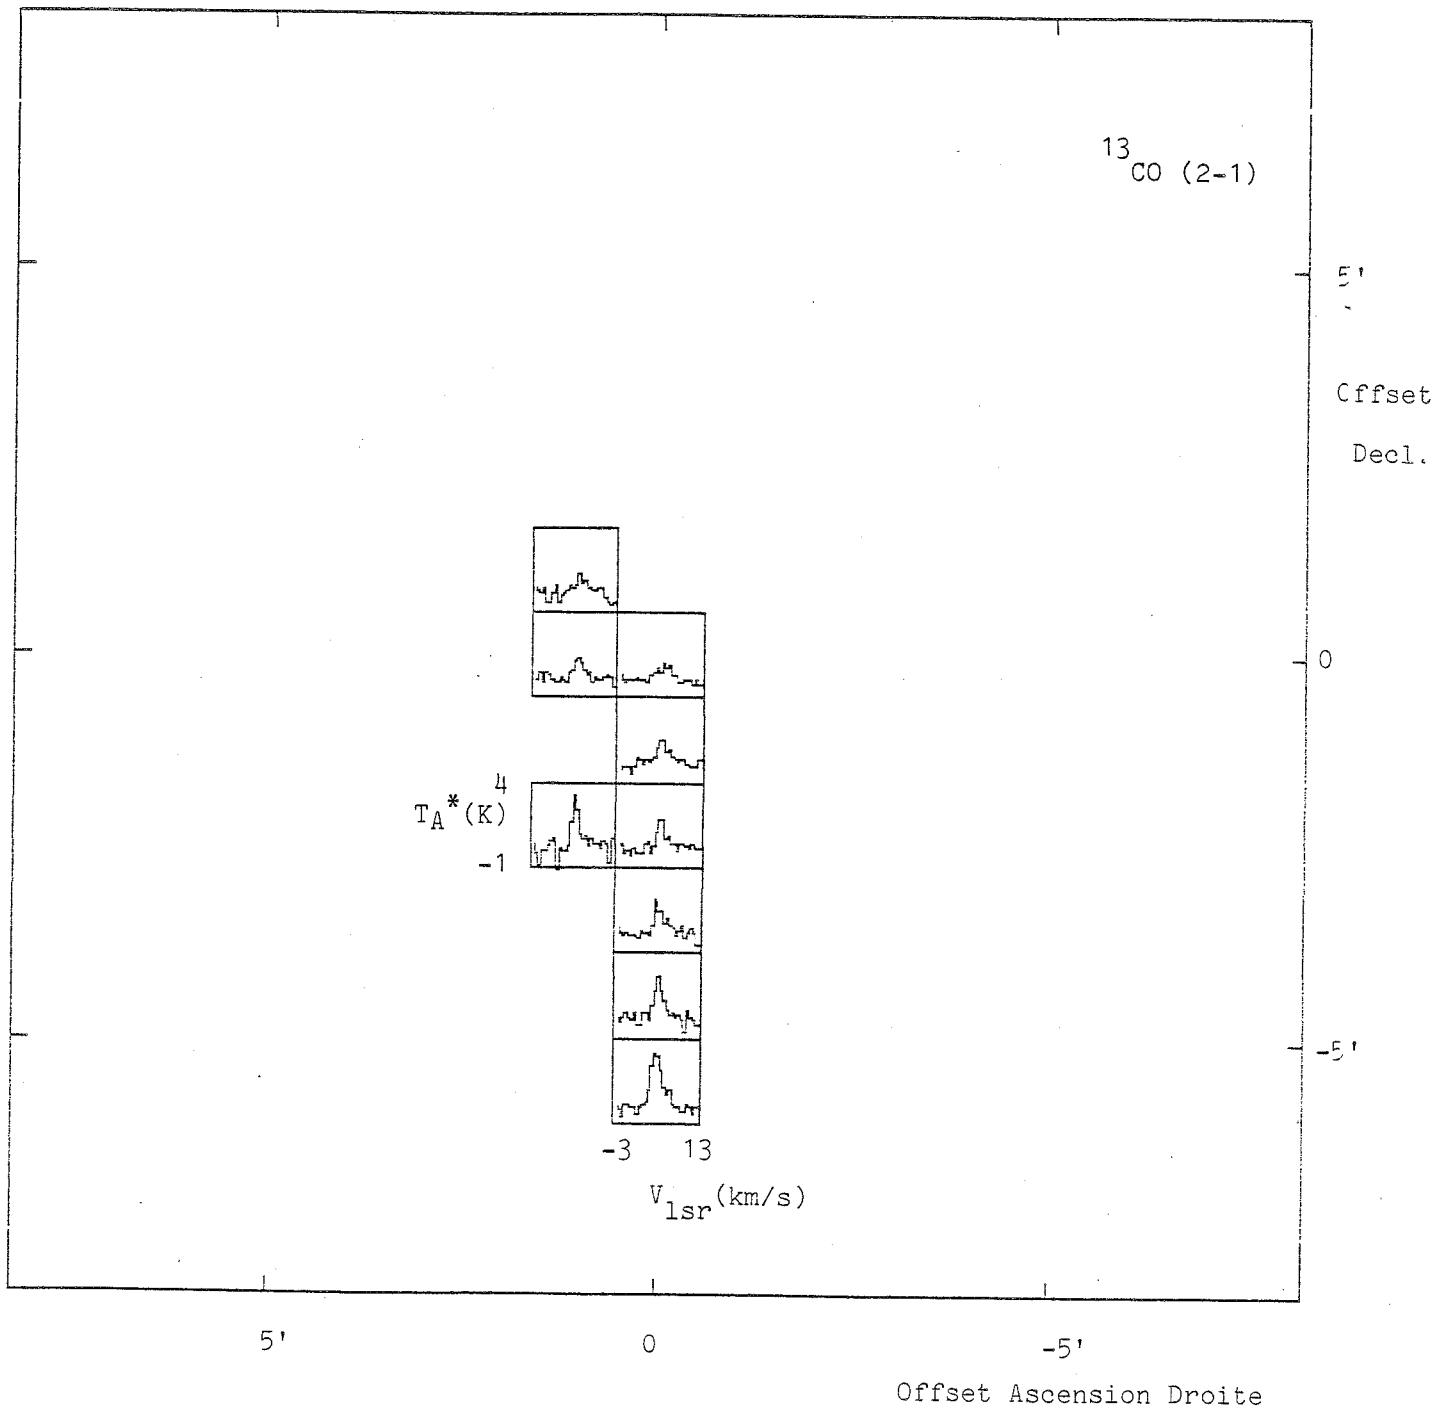 13
CO (2-1)
5'
Cffset
Decl.
0
4
TA*(K)
-1
-5'
-3 13
Vlsr(km/s)
5' 0 -5'
Offset Ascension Droite